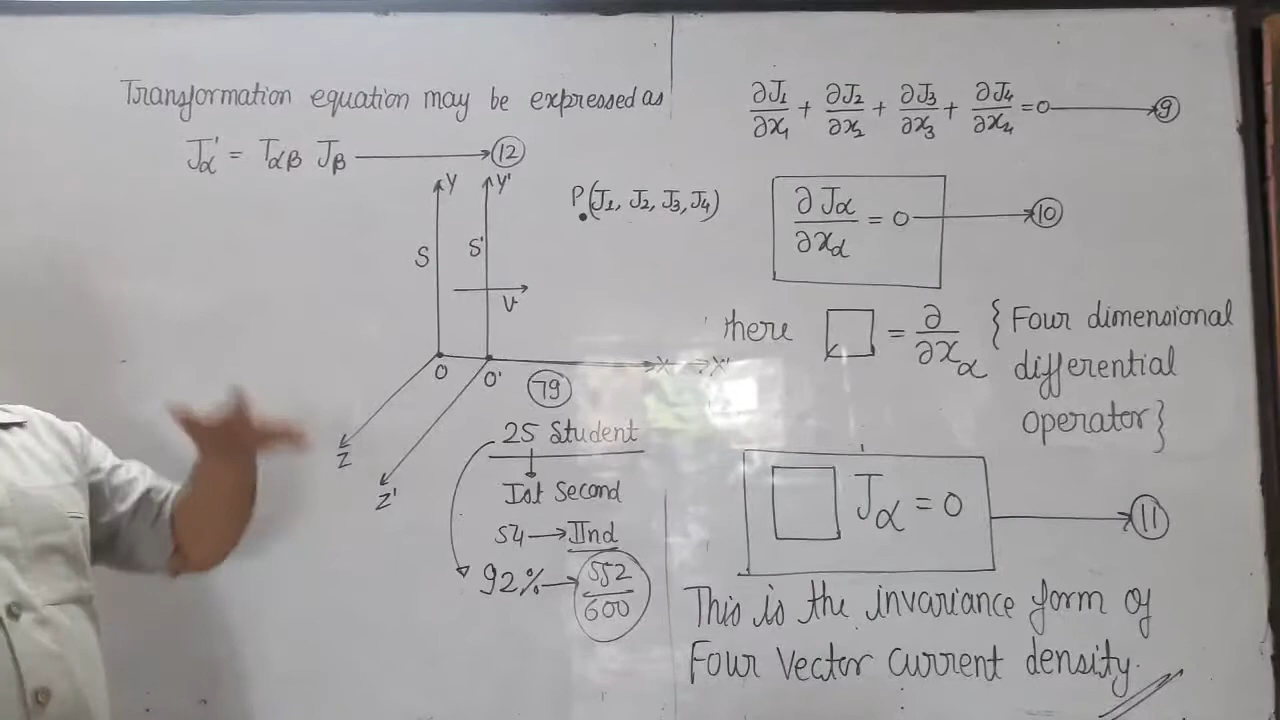 Transformation equation may be expressed as
Jα' = Tαβ Jβ → 12
Y Y'
P(J1, J2, J3, J4)
S S'
v
O O' X → X'
79
Z
Z'
25 Student
Ist Second
54 → IInd
92% → 552/600
∂J1/∂x1 + ∂J2/∂x2 + ∂J3/∂x3 + ∂J4/∂x4 = 0 → 9
∂Jα/∂xα = 0 → 10
there □ = ∂/∂xα { Four dimensional
differential
operator}
□ Jα = 0 → 11
This is the invariance form of
Four Vector current density.